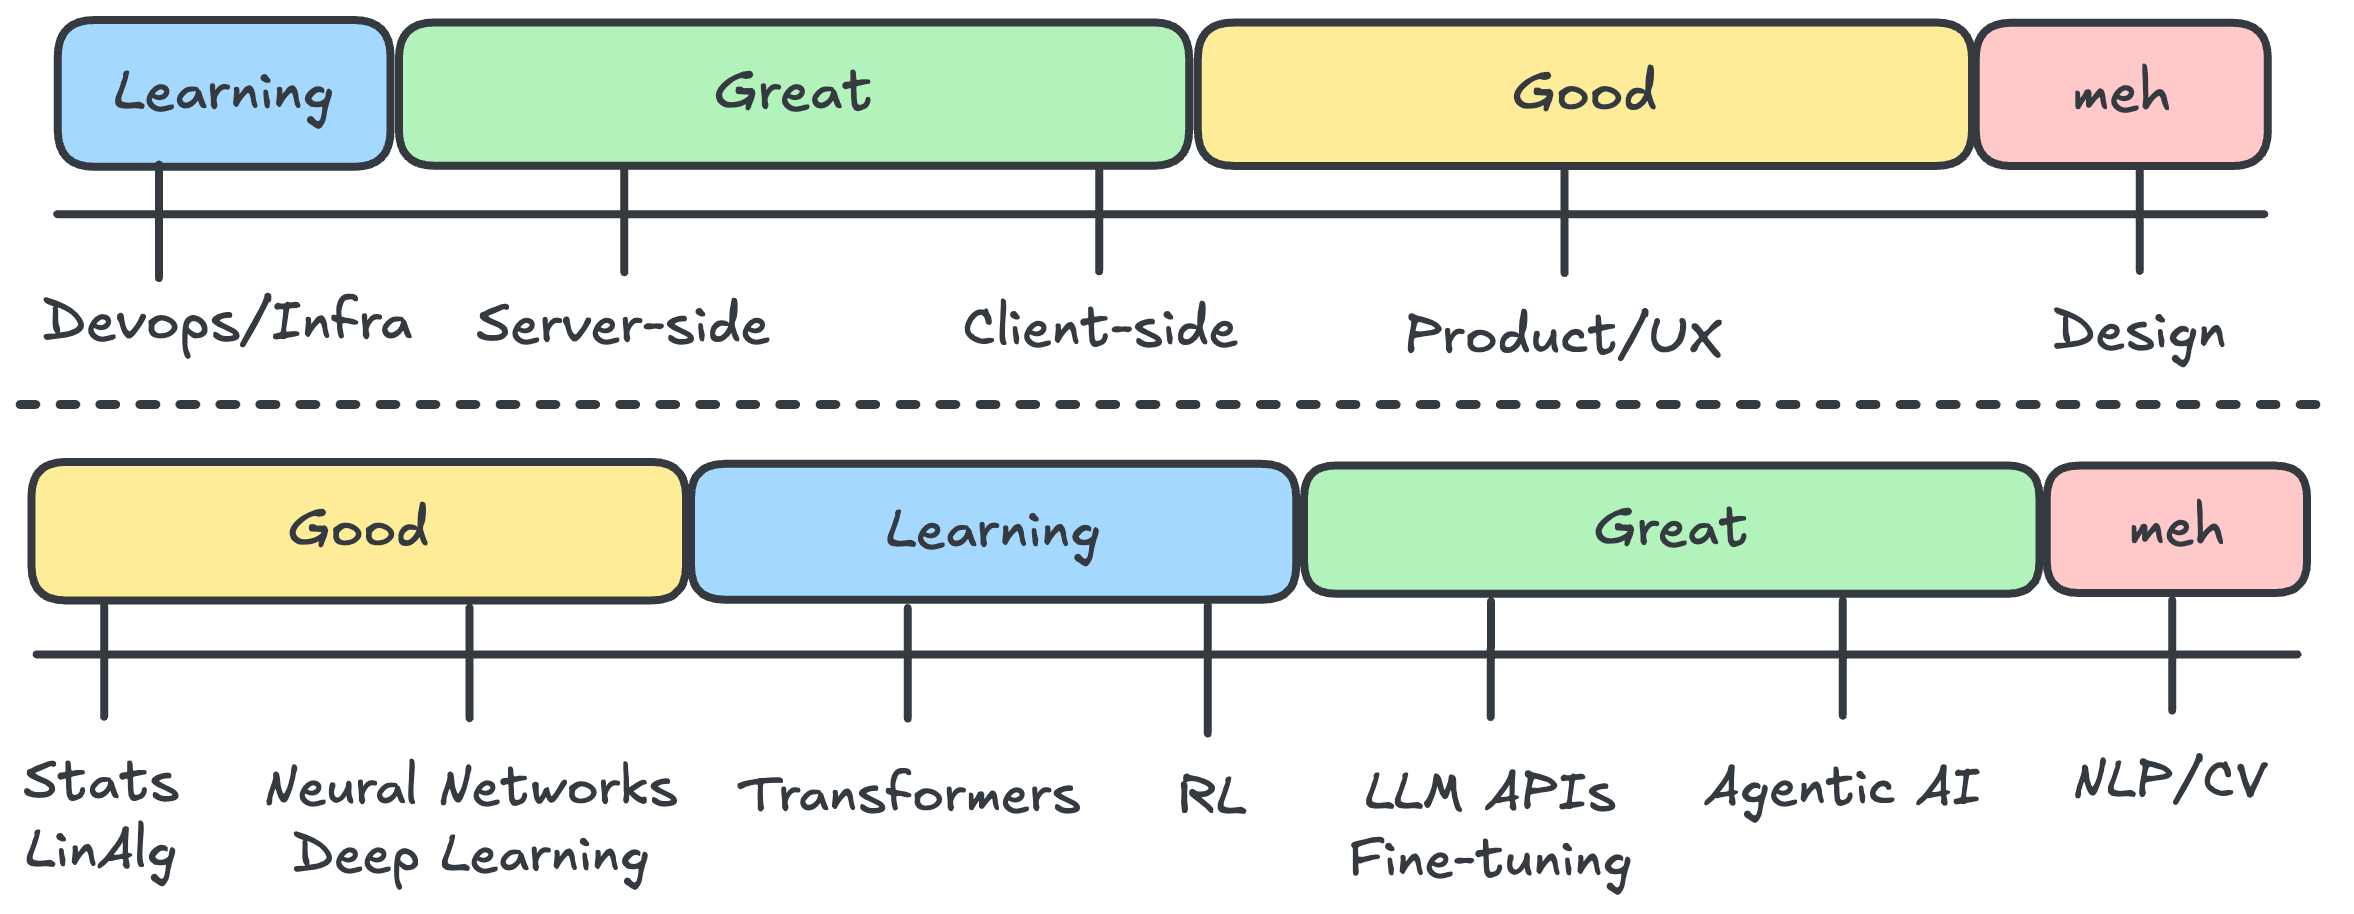 Learning
Great
Good
meh
Devops/Infra
Server-side
Client-side
Product/UX
Design
Good
Learning
Great
meh
Stats
LinAlg
Neural Networks
Deep Learning
Transformers
RL
LLM APIs
Fine-tuning
Agentic AI
NLP/CV